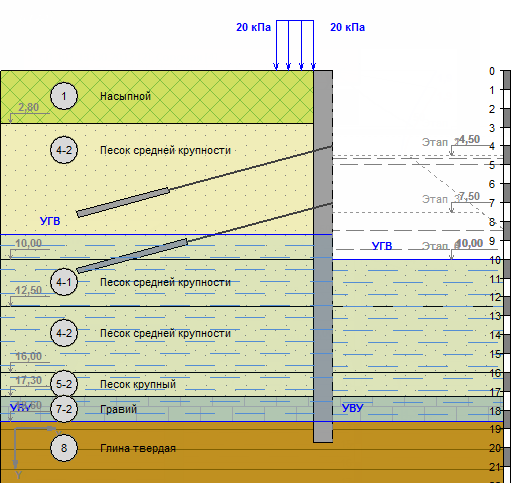 20 кПа 20 кПа
0
1 Насыпной 1
2,80 2
3
Этап 4,50 4
4-2 Песок средней крупности
5
6
Этап 7,50 7
УГВ 8
10,00 УГВ Этап 10,00 9
10
4-1 Песок средней крупности 11
12,50 12
13
4-2 Песок средней крупности 14
15
16,00 16
5-2 Песок крупный
17,30 17
УВУ 7-2 Гравий УВУ 18
19
8 Глина твердая 20
Y 21